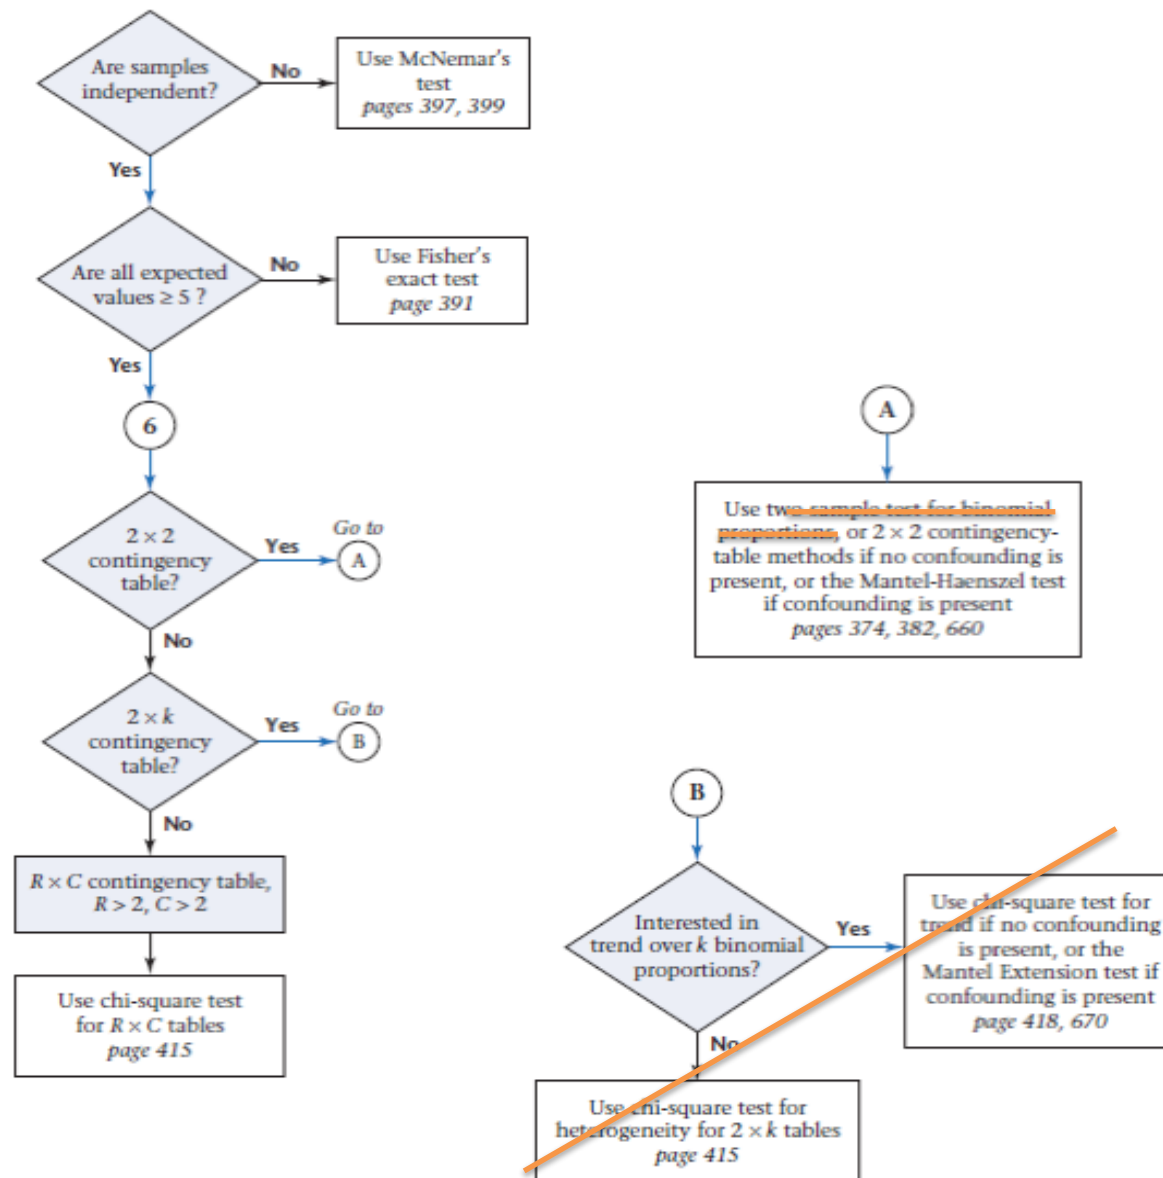 Are samples
independent?
No
Use McNemar's
test
pages 397, 399
Yes
Are all expected
values ≥ 5 ?
No
Use Fisher's
exact test
page 391
Yes
6
2 × 2
contingency
table?
Yes
Go to
A
No
2 × k
contingency
table?
Yes
Go to
B
No
R × C contingency table,
R > 2, C > 2
Use chi-square test
for R × C tables
page 415
A
Use two-sample test for binomial
proportions, or 2 × 2 contingency-
table methods if no confounding is
present, or the Mantel-Haenszel test
if confounding is present
pages 374, 382, 660
B
Interested in
trend over k binomial
proportions?
Yes
Use chi-square test for
trend if no confounding
is present, or the
Mantel Extension test if
confounding is present
page 418, 670
No
Use chi-square test for
heterogeneity for 2 × k tables
page 415